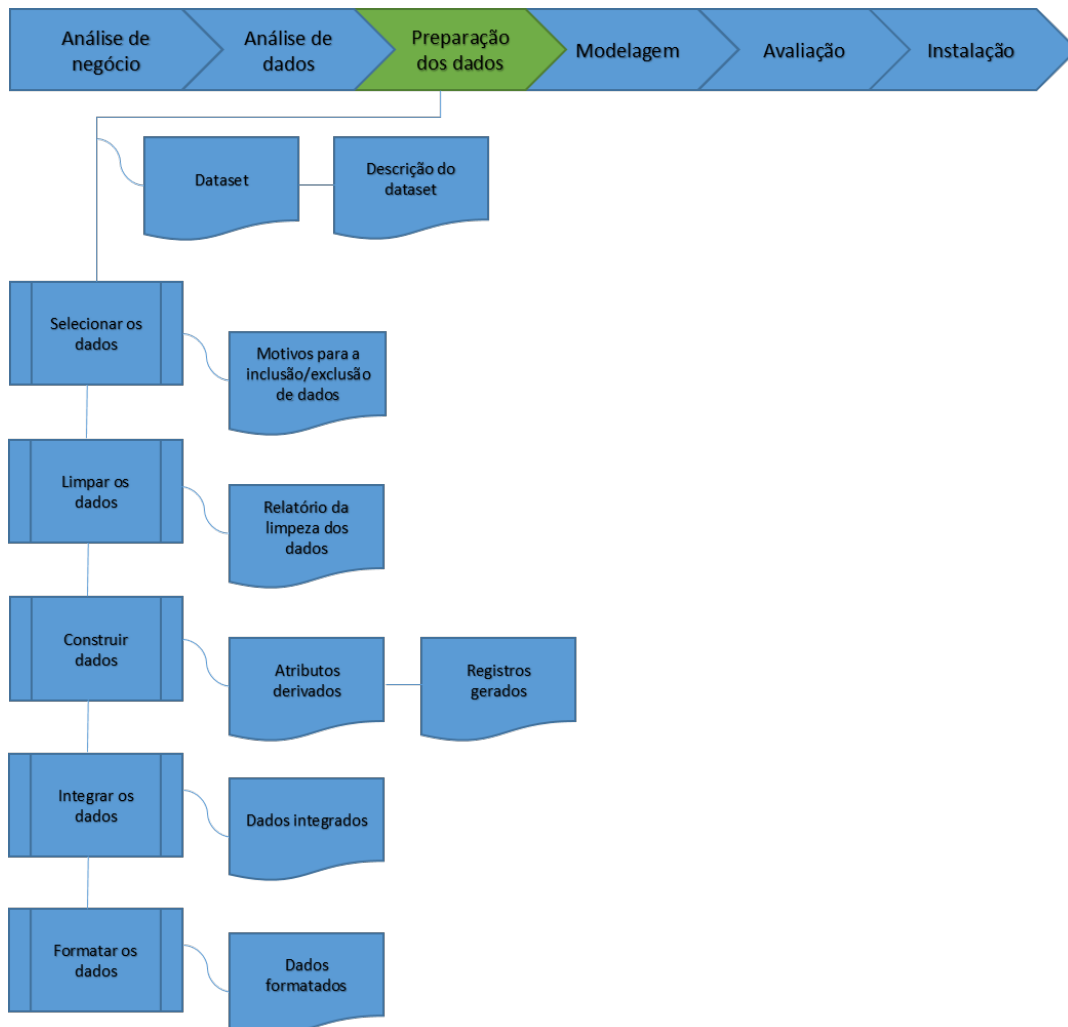 Análise de
negócio
Análise de
dados
Preparação
dos dados
Modelagem
Avaliação
Instalação
Dataset
Descrição do
dataset
Selecionar os
dados
Motivos para a
inclusão/exclusão
de dados
Limpar os
dados
Relatório da
limpeza dos
dados
Construir
dados
Atributos
derivados
Registros
gerados
Integrar os
dados
Dados integrados
Formatar os
dados
Dados
formatados